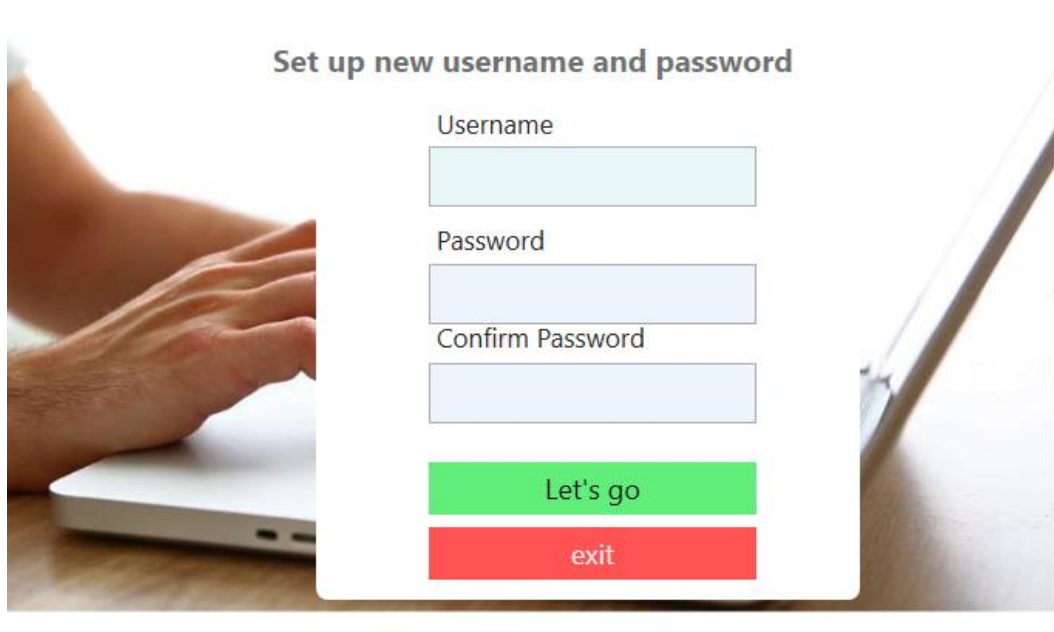 Set up new username and password
Username
Password
Confirm Password
Let's go
exit